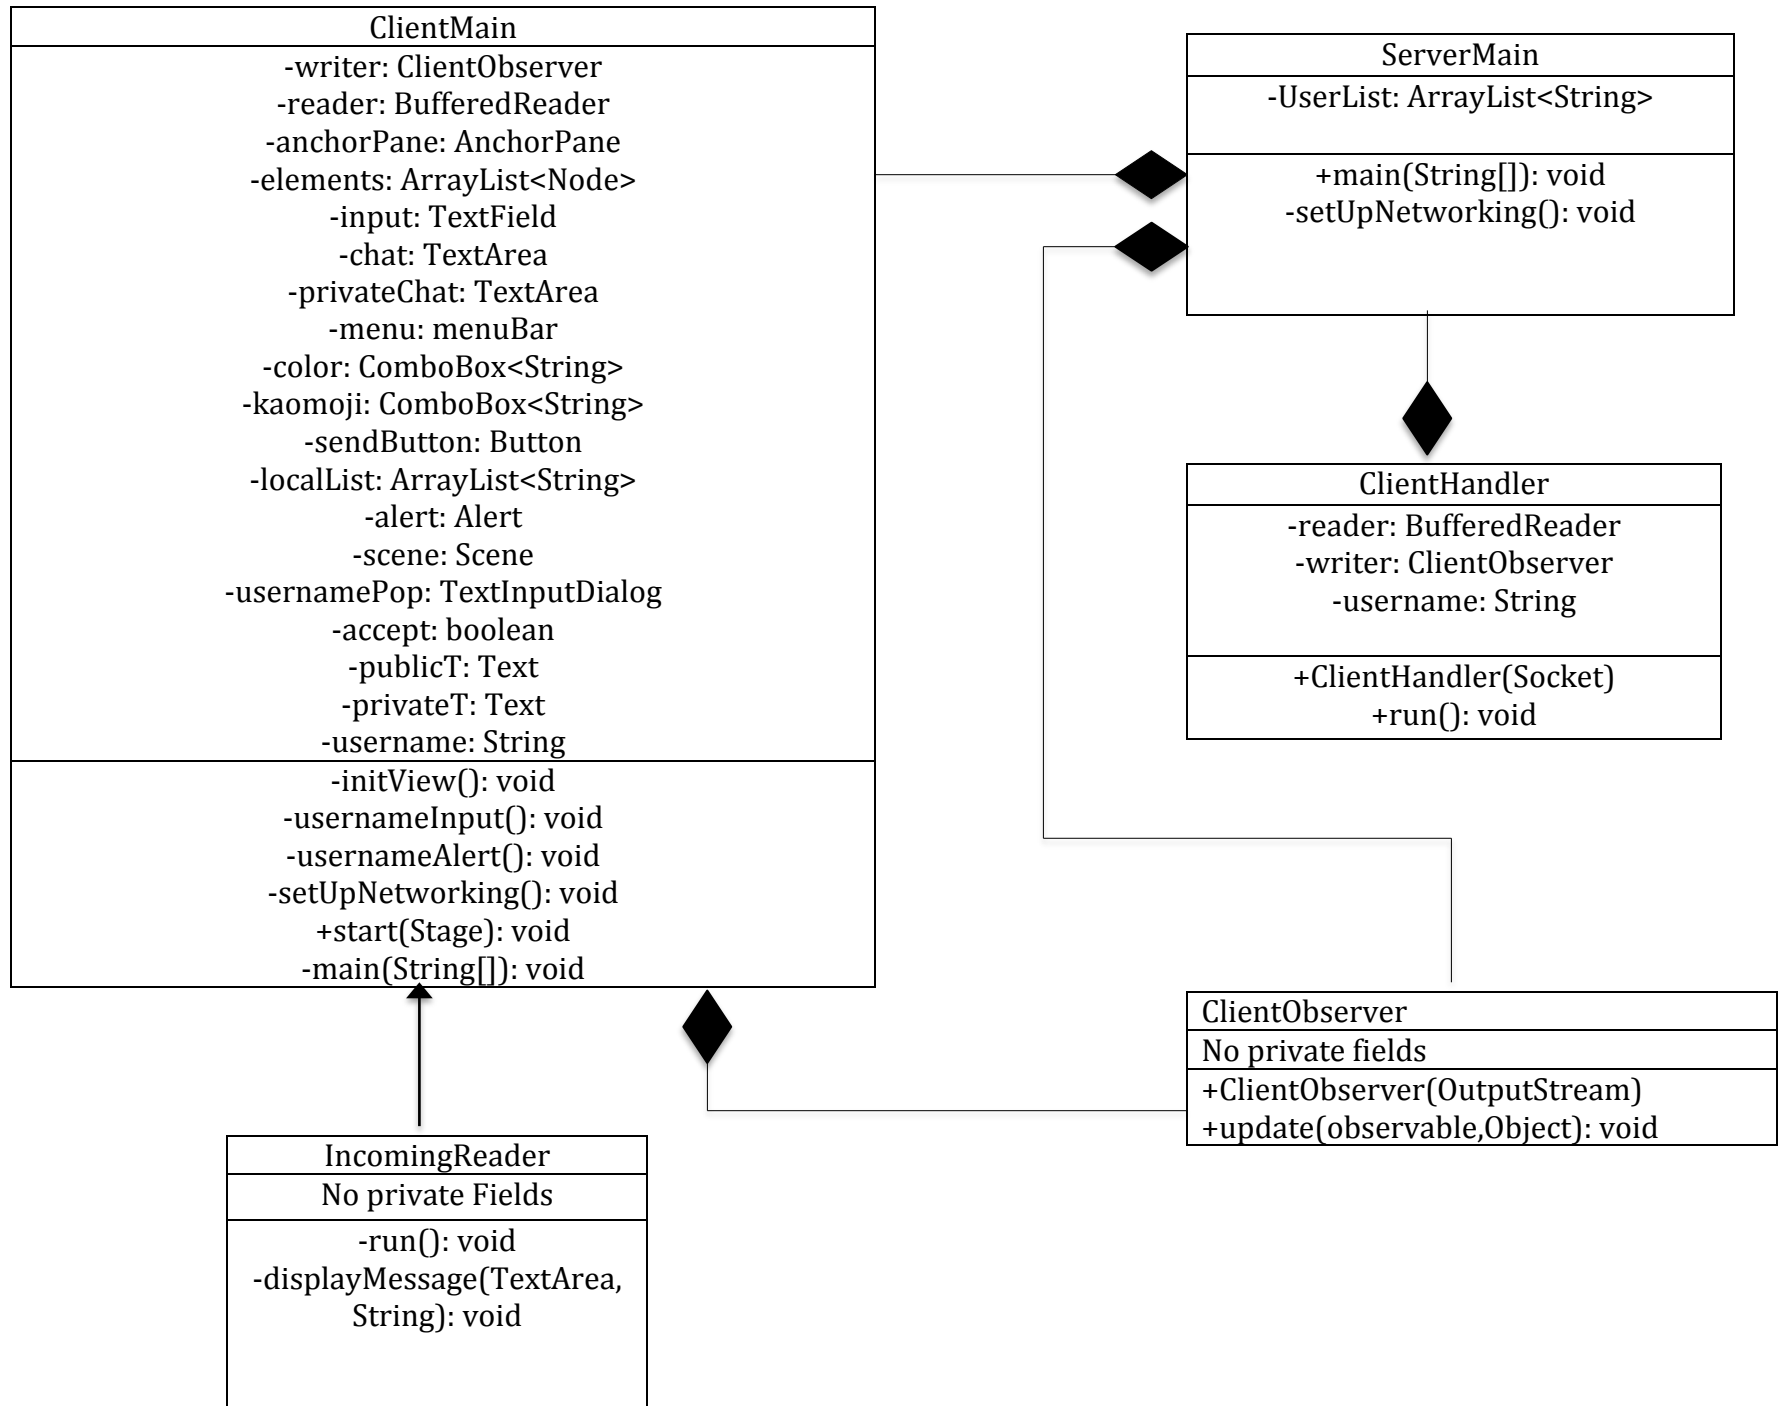 ClientMain
-writer: ClientObserver
-reader: BufferedReader
-anchorPane: AnchorPane
-elements: ArrayList<Node>
-input: TextField
-chat: TextArea
-privateChat: TextArea
-menu: menuBar
-color: ComboBox<String>
-kaomoji: ComboBox<String>
-sendButton: Button
-localList: ArrayList<String>
-alert: Alert
-scene: Scene
-usernamePop: TextInputDialog
-accept: boolean
-publicT: Text
-privateT: Text
-username: String
-initView(): void
-usernameInput(): void
-usernameAlert(): void
-setUpNetworking(): void
+start(Stage): void
-main(String[]): void
ServerMain
-UserList: ArrayList<String>
+main(String[]): void
-setUpNetworking(): void
ClientHandler
-reader: BufferedReader
-writer: ClientObserver
-username: String
+ClientHandler(Socket)
+run(): void
ClientObserver
No private fields
+ClientObserver(OutputStream)
+update(observable,Object): void
IncomingReader
No private Fields
-run(): void
-displayMessage(TextArea,
String): void